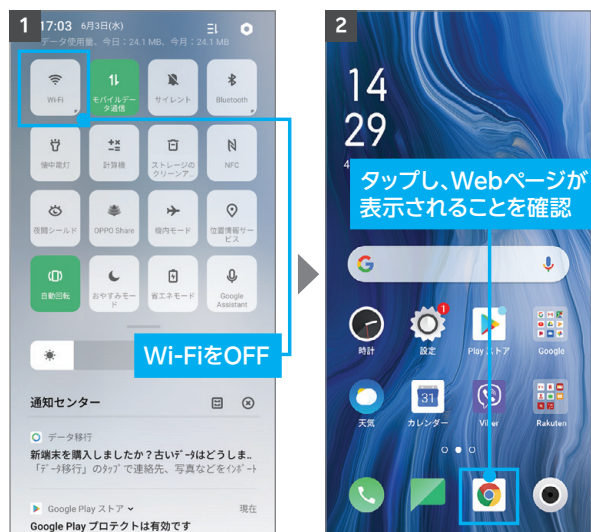 1
17:03 6月3日(水)
データ使用量、今日：24.1 MB、今月：24.1 MB
Wi-Fi
モバイルデー
タ通信
サイレント
Bluetooth
懐中電灯
計算機
ストレージの
クリーンア...
NFC
夜間シールド
OPPO Share
機内モード
位置情報サー
ビス
自動回転
おやすみモー
ド
省エネモード
Google
Assistant
Wi-FiをOFF
通知センター
データ移行
新端末を購入しましたか？古いデータはどうしま..
「データ移行」のタップで連絡先、写真などをインポート
Google Play ストア
現在
Google Play プロテクトは有効です
2
14
29
タップし、Webページが
表示されることを確認
時計
設定
1
Play ストア
Google
天気
31
カレンダー
Viber
Rakuten